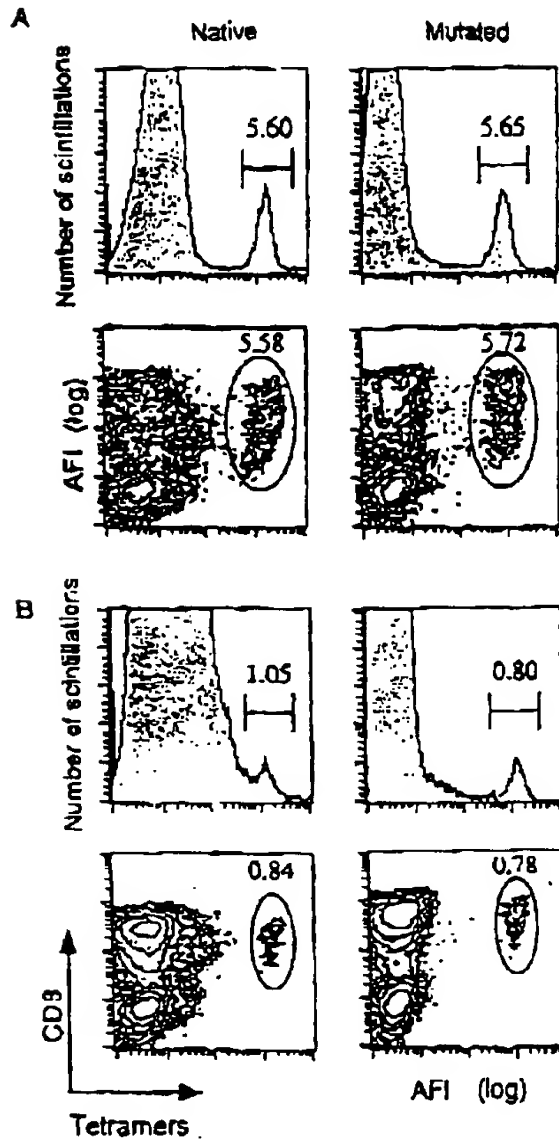 A
Native
Mutated
Number of scintillations
5.60
5.65
AFI (log)
5.58
5.72
B
Number of scintillations
1.05
0.80
CD8
0.84
0.78
Tetramers
AFI (log)